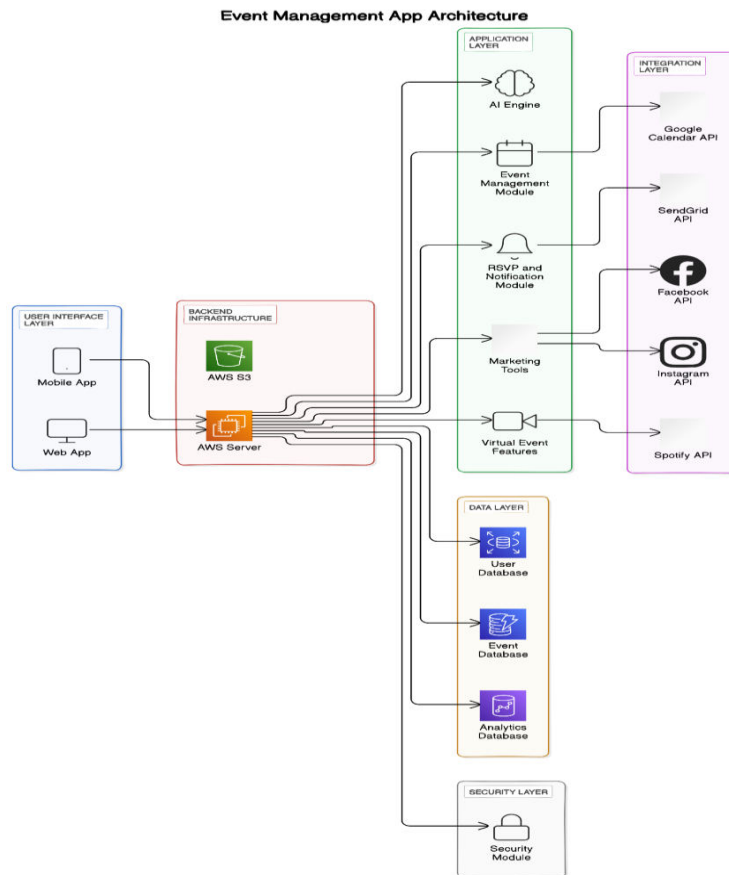 Event Management App Architecture
APPLICATION
LAYER
AI Engine
Event
Management
Module
RSVP and
Notification
Module
Marketing
Tools
Virtual Event
Features
INTEGRATION
LAYER
Google
Calendar API
SendGrid
API
Facebook
API
Instagram
API
Spotify API
USER INTERFACE
LAYER
Mobile App
Web App
BACKEND
INFRASTRUCTURE
AWS S3
AWS Server
DATA LAYER
User
Database
Event
Database
Analytics
Database
SECURITY LAYER
Security
Module